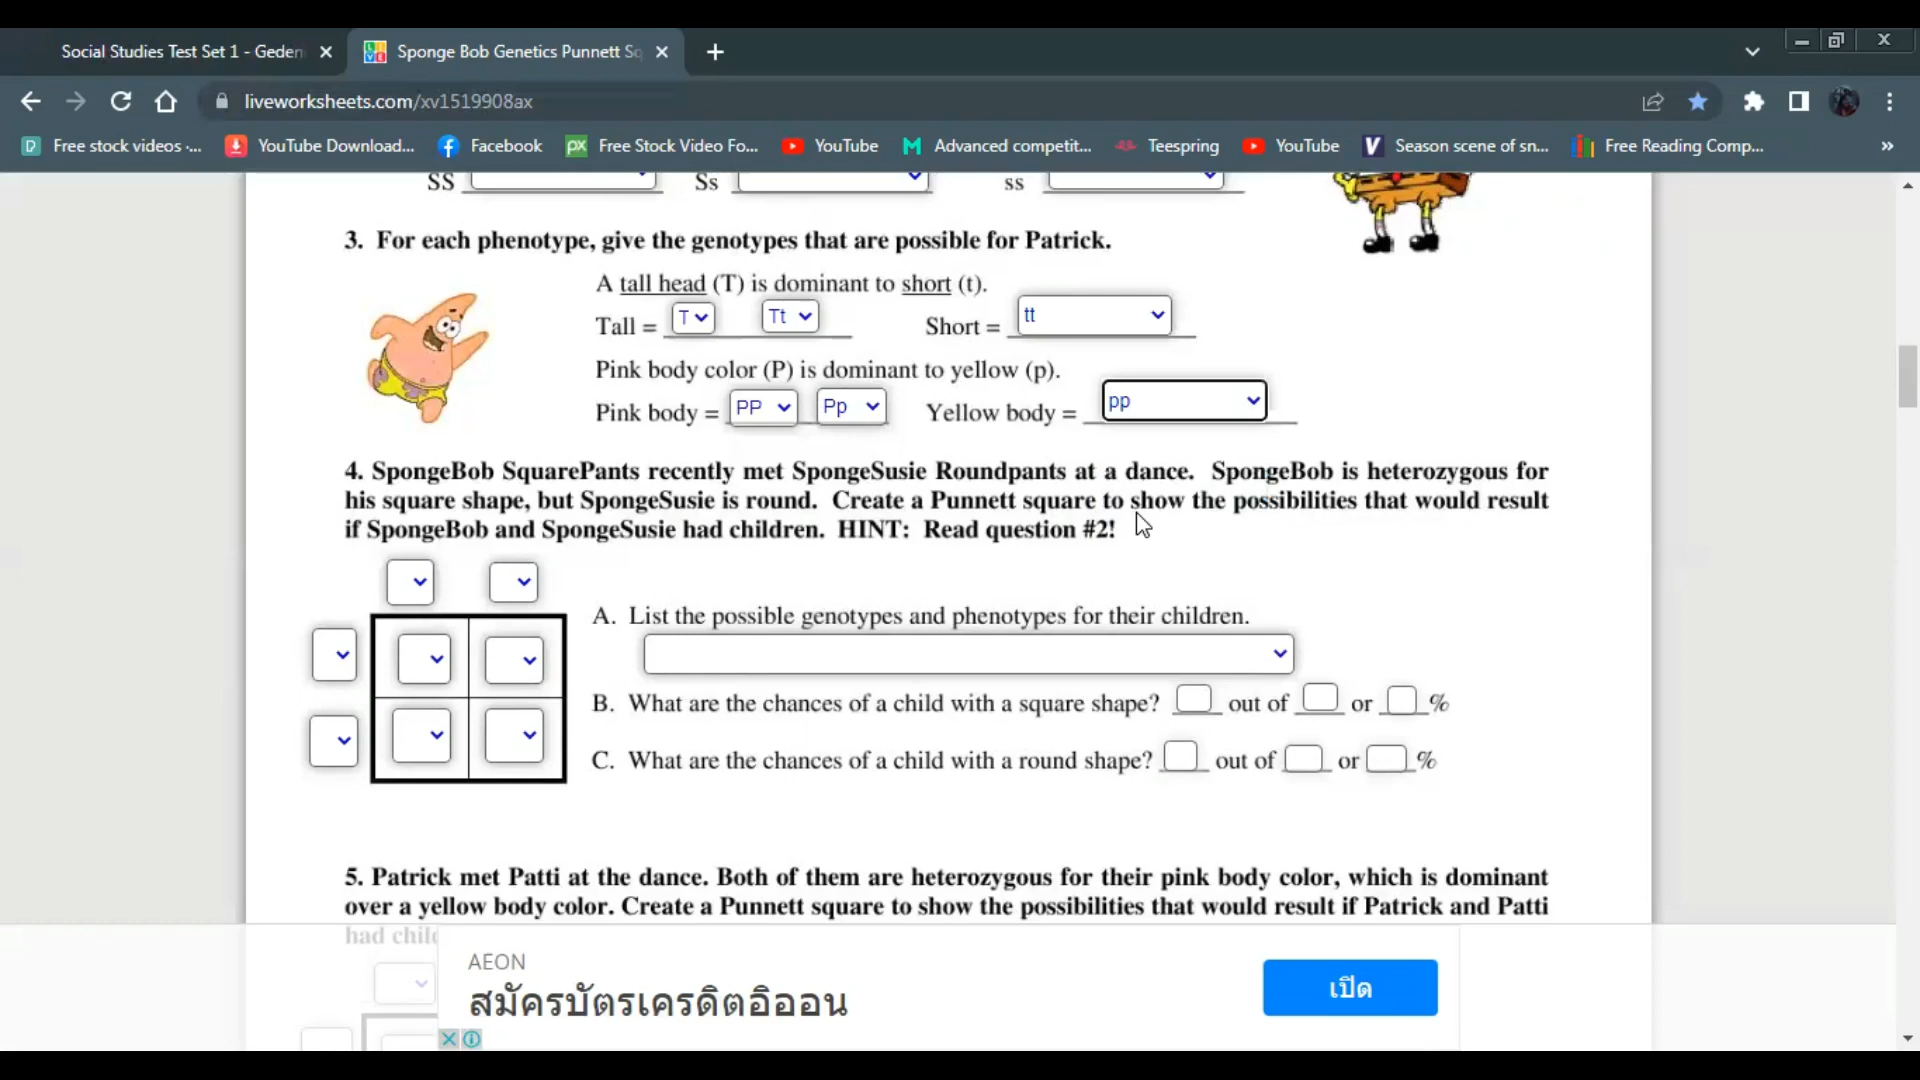 Social Studies Test Set 1 - Geden
Sponge Bob Genetics Punnett Sq
liveworksheets.com/xv1519908ax
Free stock videos ·... YouTube Download... Facebook Free Stock Video Fo... YouTube Advanced competit... Teespring YouTube Season scene of sn... Free Reading Comp...
SS Ss ss
3. For each phenotype, give the genotypes that are possible for Patrick.
A tall head (T) is dominant to short (t).
Tall = T Tt Short = tt
Pink body color (P) is dominant to yellow (p).
Pink body = PP Pp Yellow body = pp
4. SpongeBob SquarePants recently met SpongeSusie Roundpants at a dance. SpongeBob is heterozygous for
his square shape, but SpongeSusie is round. Create a Punnett square to show the possibilities that would result
if SpongeBob and SpongeSusie had children. HINT: Read question #2!
A. List the possible genotypes and phenotypes for their children.
B. What are the chances of a child with a square shape? out of or %
C. What are the chances of a child with a round shape? out of or %
5. Patrick met Patti at the dance. Both of them are heterozygous for their pink body color, which is dominant
over a yellow body color. Create a Punnett square to show the possibilities that would result if Patrick and Patti
had chil
AEON
สมัครบัตรเครดิตอิออน
เปิด